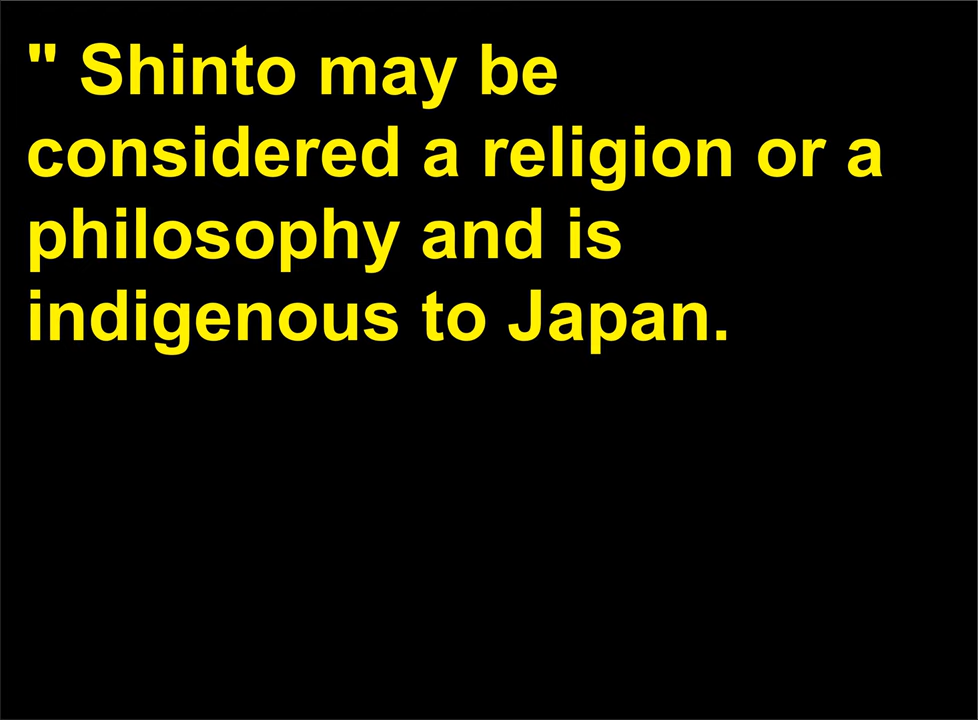 " Shinto may be
considered a religion or a
philosophy and is
indigenous to Japan.